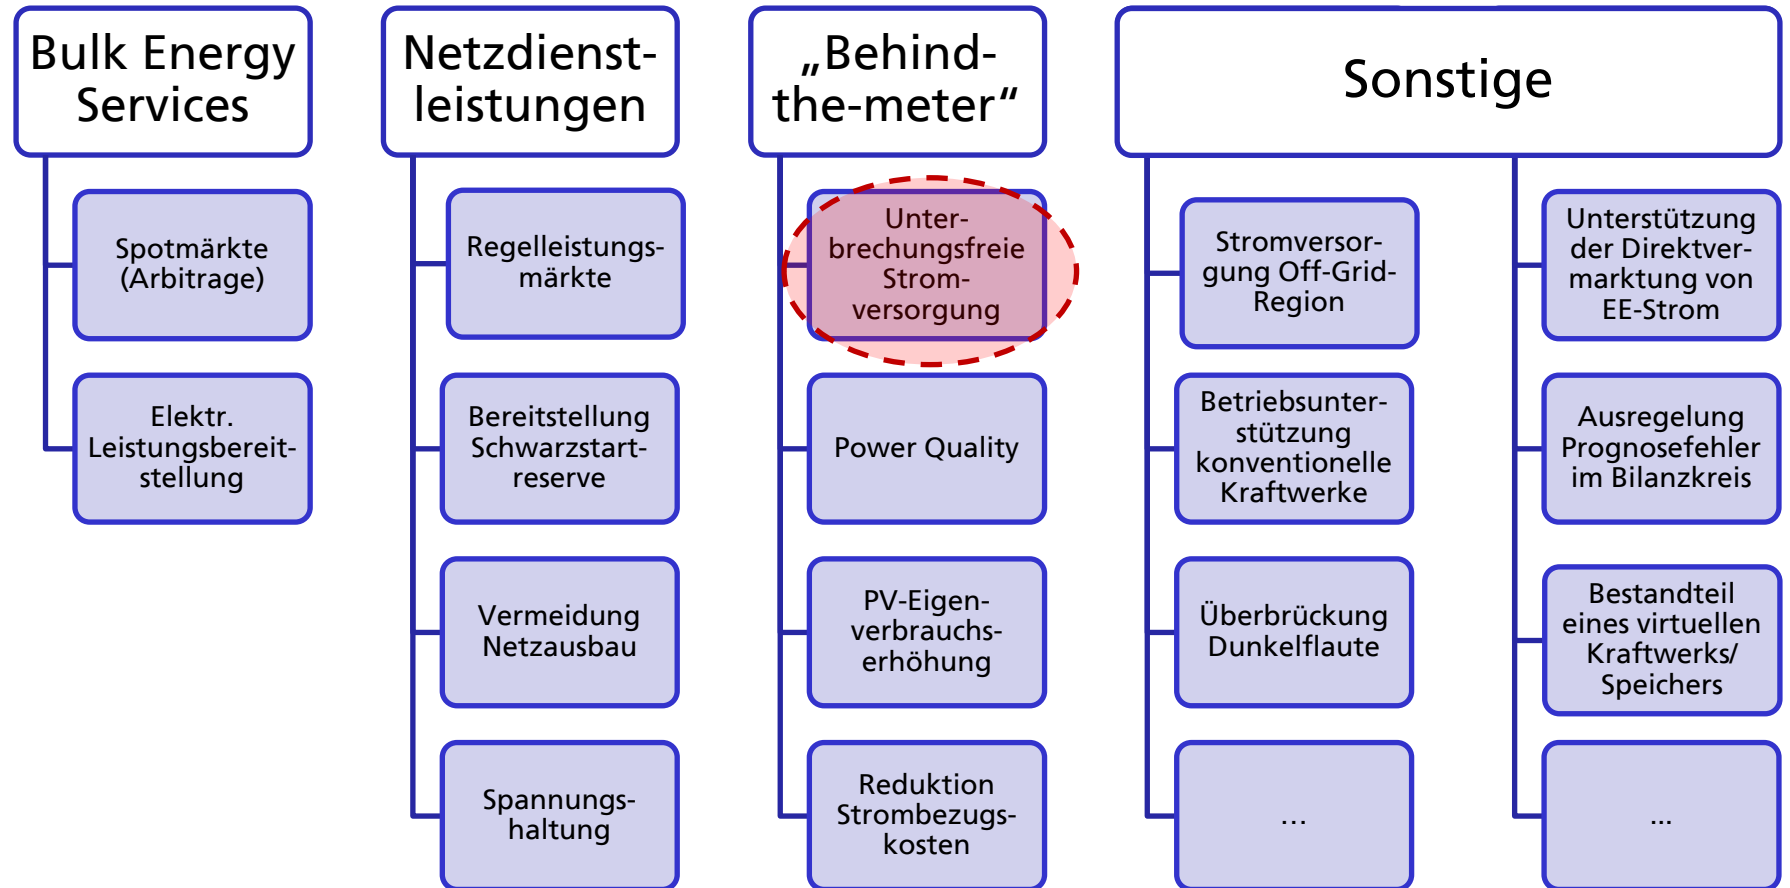 Bulk Energy
Services
Spotmärkte
(Arbitrage)
Elektr.
Leistungsbereit-
stellung
Netzdienst-
leistungen
Regelleistungs-
märkte
Bereitstellung
Schwarzstart-
reserve
Vermeidung
Netzausbau
Spannungs-
haltung
„Behind-
the-meter“
Unter-
brechungsfreie
Strom-
versorgung
Power Quality
PV-Eigen-
verbrauchs-
erhöhung
Reduktion
Strombezugs-
kosten
Sonstige
Stromversor-
gung Off-Grid-
Region
Betriebsunter-
stützung
konventionelle
Kraftwerke
Überbrückung
Dunkelflaute
...
Unterstützung
der Direktver-
marktung von
EE-Strom
Ausregelung
Prognosefehler
im Bilanzkreis
Bestandteil
eines virtuellen
Kraftwerks/
Speichers
...